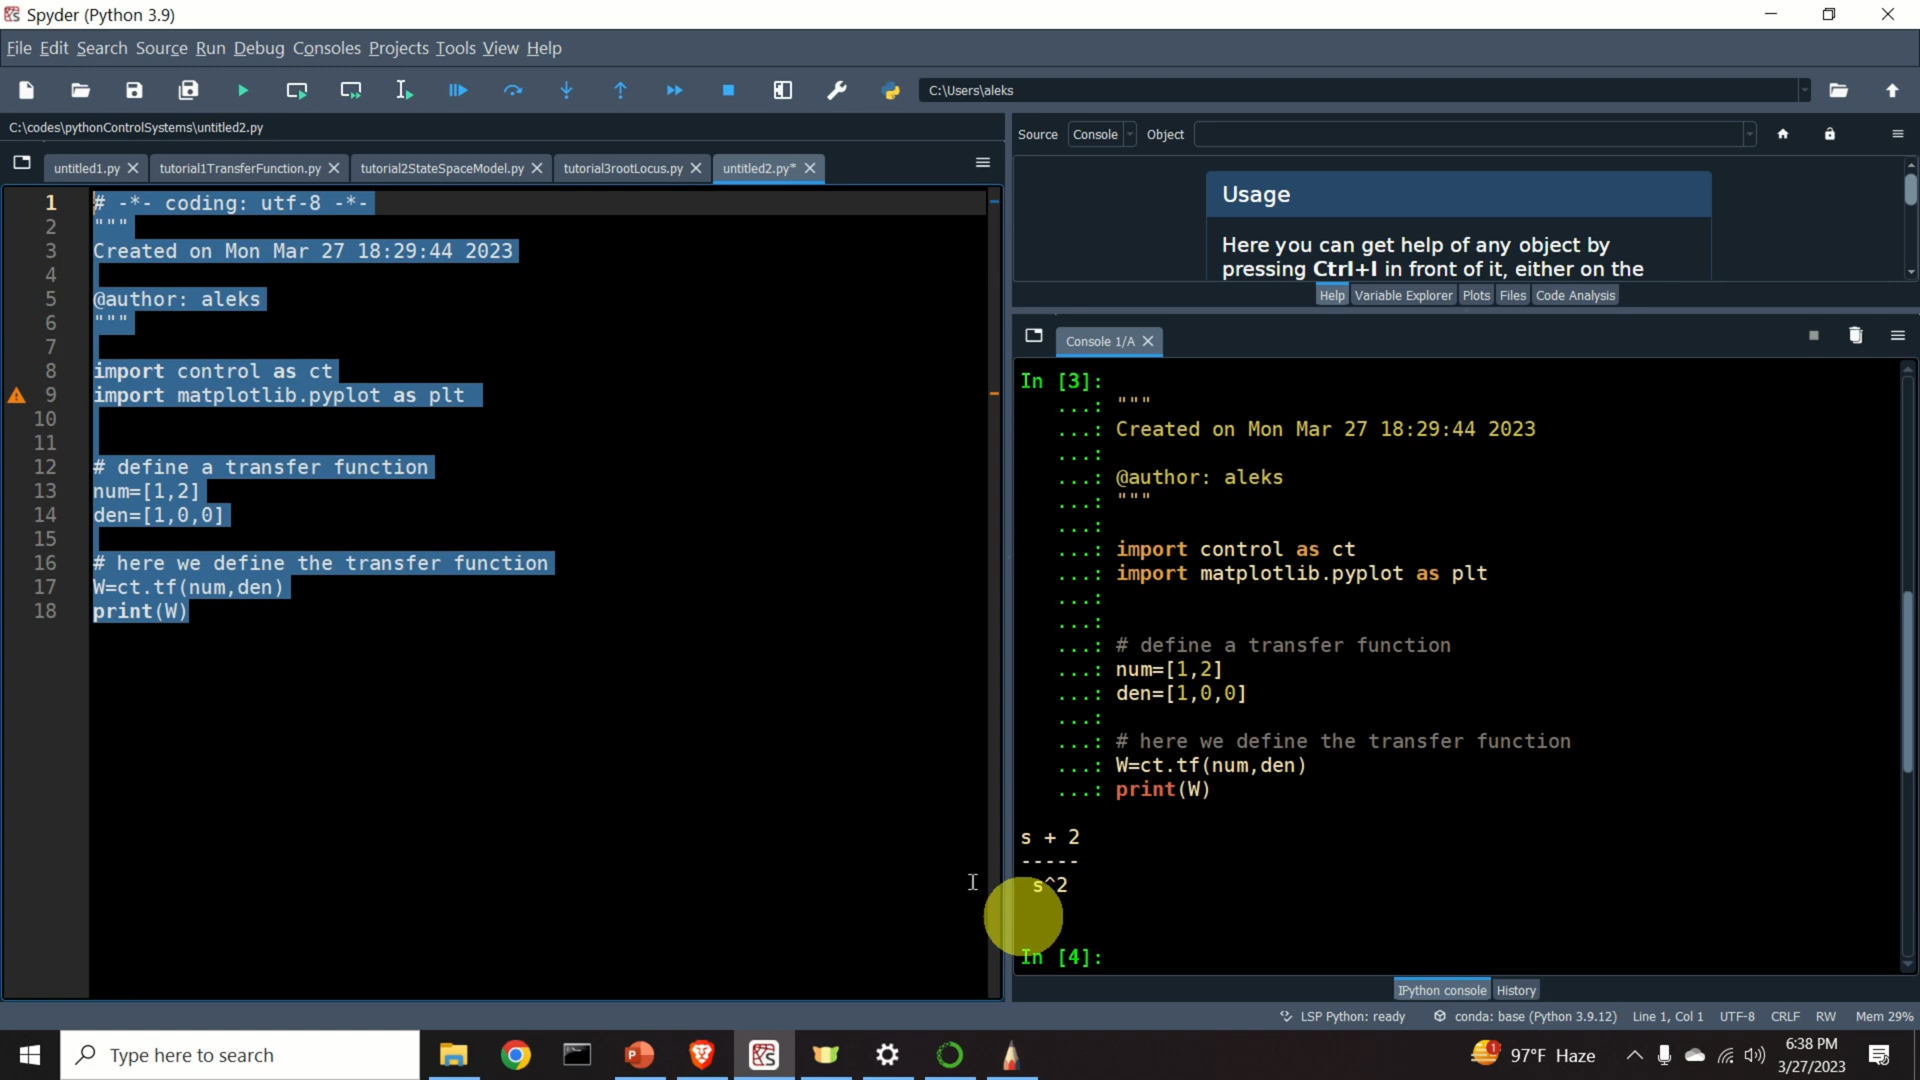 Spyder (Python 3.9)
File Edit Search Source Run Debug Consoles Projects Tools View Help
C:\Users\aleks
C:\codes\pythonControlSystems\untitled2.py
untitled1.py tutorial1TransferFunction.py tutorial2StateSpaceModel.py tutorial3rootLocus.py untitled2.py*
1 # -*- coding: utf-8 -*-
2 """
3 Created on Mon Mar 27 18:29:44 2023
4
5 @author: aleks
6 """
7
8 import control as ct
9 import matplotlib.pyplot as plt
10
11
12 # define a transfer function
13 num=[1,2]
14 den=[1,0,0]
15
16 # here we define the transfer function
17 W=ct.tf(num,den)
18 print(W)
Source Console Object
Usage
Here you can get help of any object by
pressing Ctrl+I in front of it, either on the
Help Variable Explorer Plots Files Code Analysis
Console 1/A
In [3]:
...: """
...: Created on Mon Mar 27 18:29:44 2023
...:
...: @author: aleks
...: """
...:
...: import control as ct
...: import matplotlib.pyplot as plt
...:
...:
...: # define a transfer function
...: num=[1,2]
...: den=[1,0,0]
...:
...: # here we define the transfer function
...: W=ct.tf(num,den)
...: print(W)
s + 2
-----
s^2
In [4]:
IPython console History
LSP Python: ready conda: base (Python 3.9.12) Line 1, Col 1 UTF-8 CRLF RW Mem 29%
Type here to search
1 97°F Haze
6:38 PM
3/27/2023